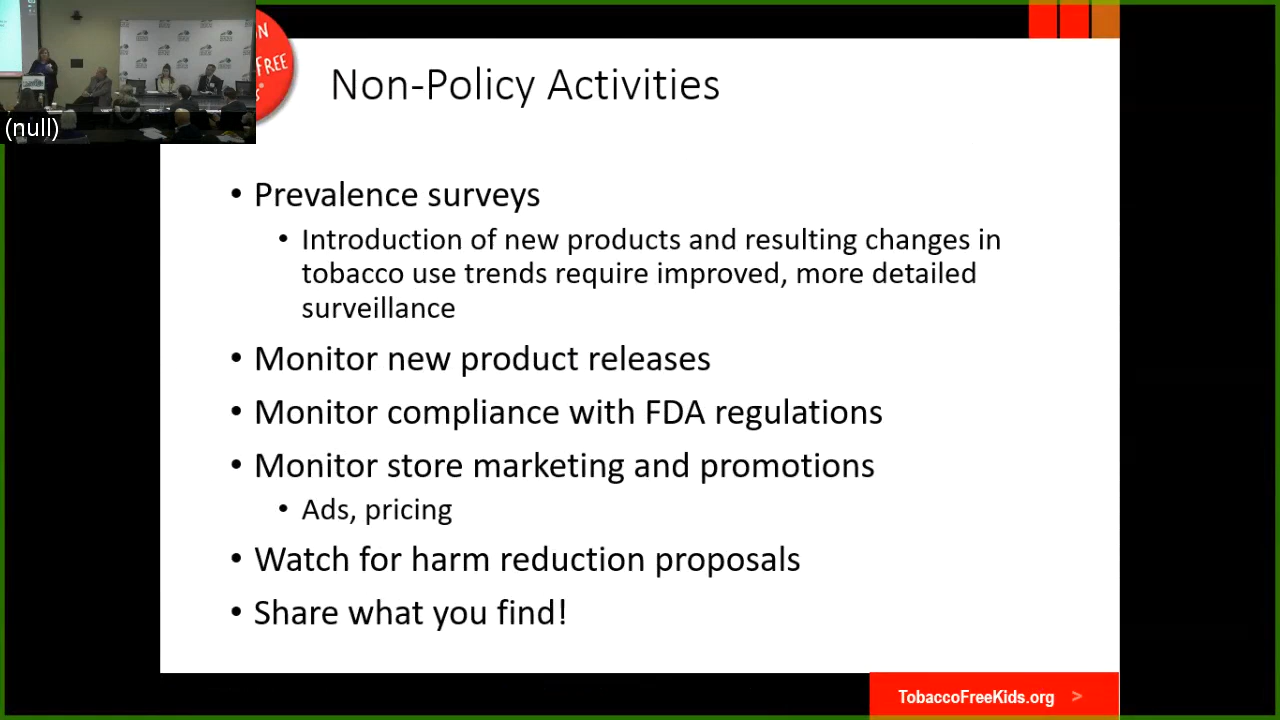 (null)
N
FREE
Non-Policy Activities
• Prevalence surveys
• Introduction of new products and resulting changes in
tobacco use trends require improved, more detailed
surveillance
• Monitor new product releases
• Monitor compliance with FDA regulations
• Monitor store marketing and promotions
• Ads, pricing
• Watch for harm reduction proposals
• Share what you find!
TobaccoFreeKids.org >